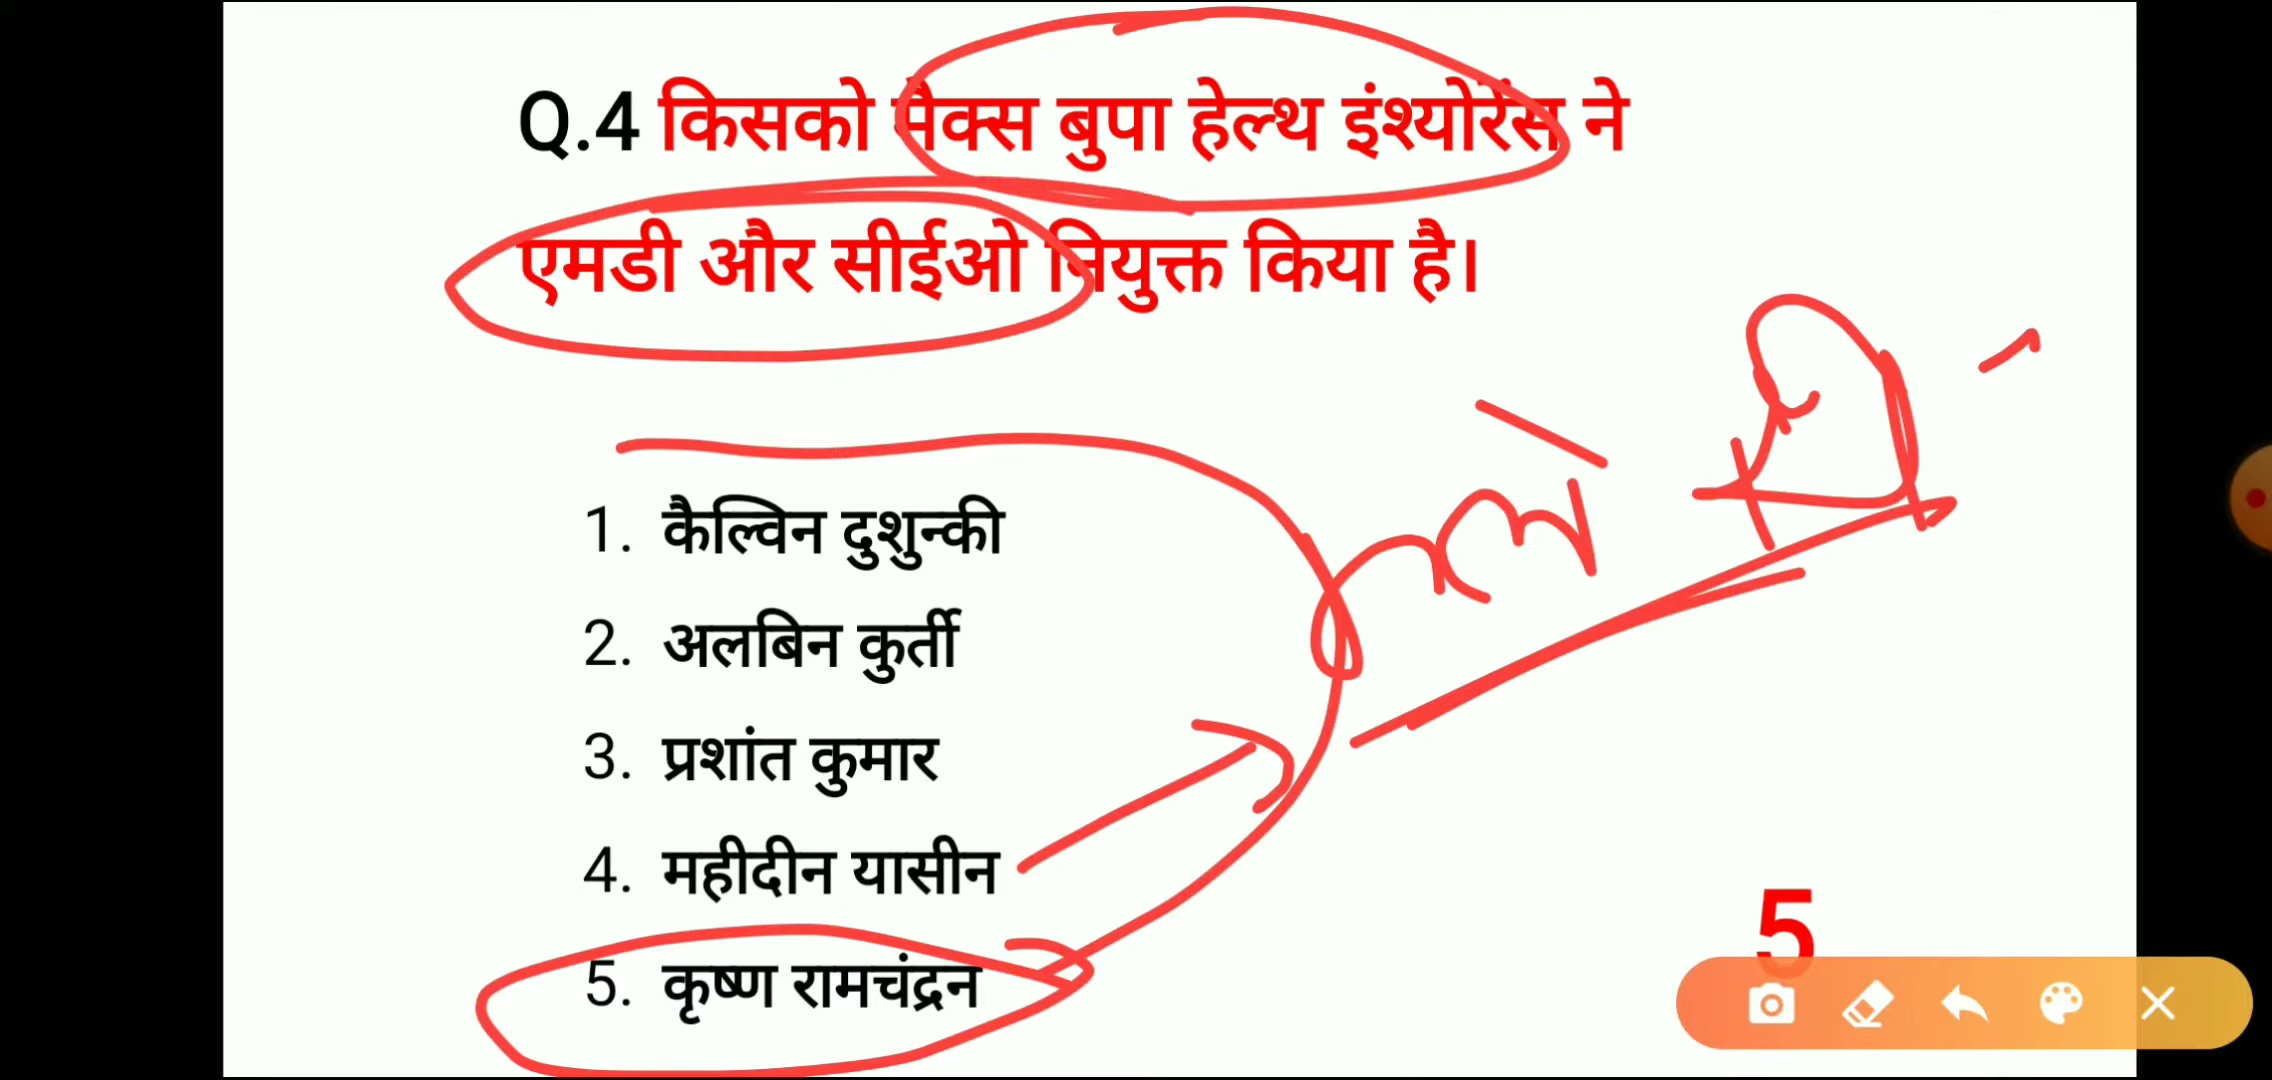 Q.4 किसको मैक्स बुपा हेल्थ इंश्योरेंस ने
एमडी और सीईओ नियुक्त किया है।
1. कैल्विन दुशुन्की
2. अलबिन कुर्ती
3. प्रशांत कुमार
4. महीदीन यासीन
5. कृष्ण रामचंद्रन
5